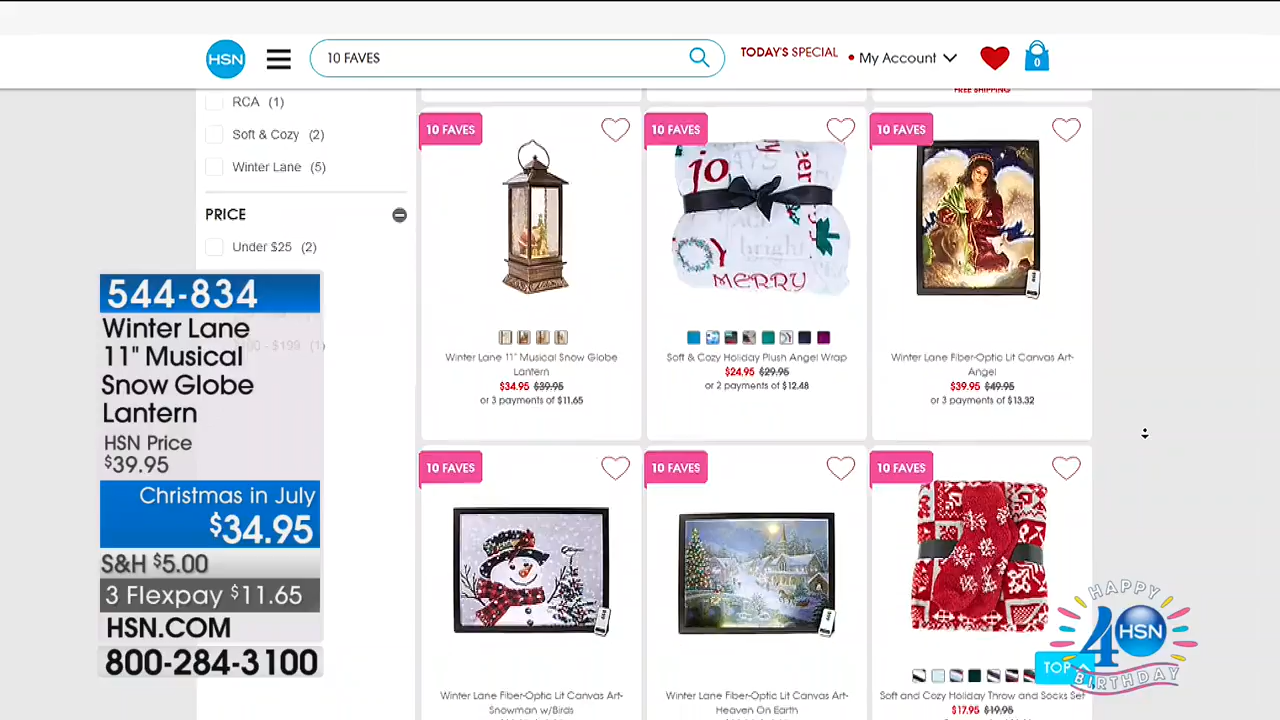 HSN
10 FAVES
TODAY'S SPECIAL
My Account
0
RCA (1)
Soft & Cozy (2)
Winter Lane (5)
PRICE
Under $25 (2)
FREE SHIPPING
10 FAVES
10 FAVES
10 FAVES
MERRY
Winter Lane 11" Musical Snow Globe
Lantern
$34.95 $39.95
or 3 payments of $11.65
Soft & Cozy Holiday Plush Angel Wrap
$24.95 $29.95
or 2 payments of $12.48
Winter Lane Fiber-Optic Lit Canvas Art-
Angel
$39.95 $49.95
or 3 payments of $13.32
10 FAVES
10 FAVES
10 FAVES
Winter Lane Fiber-Optic Lit Canvas Art-
Snowman w/Birds
Winter Lane Fiber-Optic Lit Canvas Art-
Heaven On Earth
Soft and Cozy Holiday Throw and Socks Set
$17.95 $19.95
TOP
544-834
Winter Lane
11" Musical
Snow Globe
Lantern
HSN Price
$39.95
Christmas in July
$34.95
S&H $5.00
3 Flexpay $11.65
HSN.COM
800-284-3100
HAPPY
40
HSN
BIRTHDAY